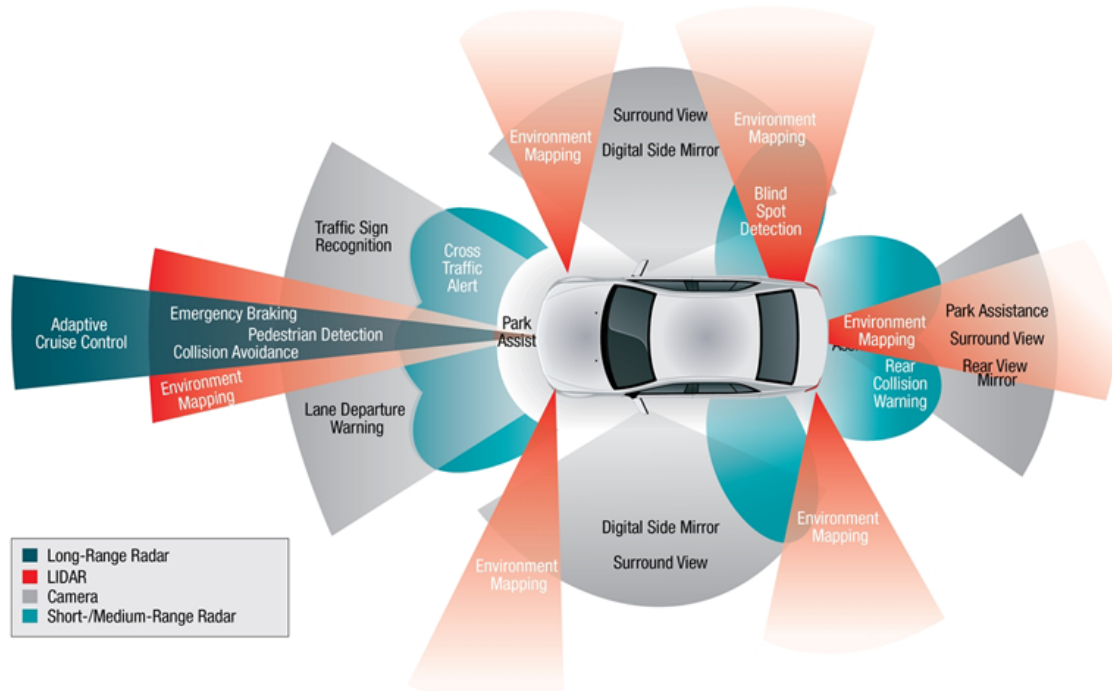 Environment
Mapping
Surround View
Digital Side Mirror
Environment
Mapping
Blind
Spot
Detection
Traffic Sign
Recognition
Cross
Traffic
Alert
Adaptive
Cruise Control
Emergency Braking
Pedestrian Detection
Collision Avoidance
Environment
Mapping
Lane Departure
Warning
Park
Assist
Environment
Mapping
Rear
Collision
Warning
Park Assistance
Surround View
Rear View
Mirror
Digital Side Mirror
Surround View
Environment
Mapping
Environment
Mapping
Long-Range Radar
LIDAR
Camera
Short-/Medium-Range Radar